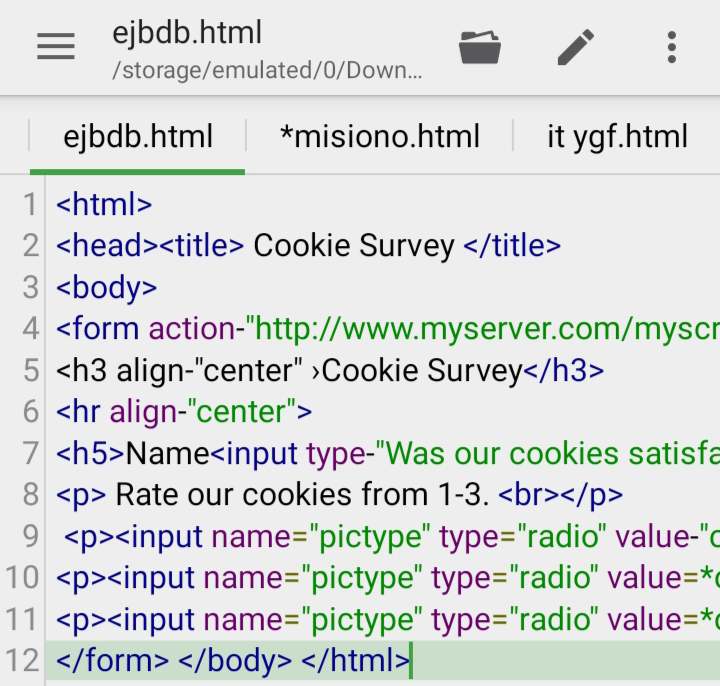 ejbdb.html
/storage/emulated/0/Down...
ejbdb.html *misiono.html it ygf.html
1 <html>
2 <head><title> Cookie Survey </title>
3 <body>
4 <form action-"http://www.myserver.com/myscr
5 <h3 align-"center" ›Cookie Survey</h3>
6 <hr align-"center">
7 <h5>Name<input type-"Was our cookies satisfa
8 <p> Rate our cookies from 1-3. <br></p>
9 <p><input name="pictype" type="radio" value-"c
10 <p><input name="pictype" type="radio" value=*c
11 <p><input name="pictype" type="radio" value=*c
12 </form> </body> </html>